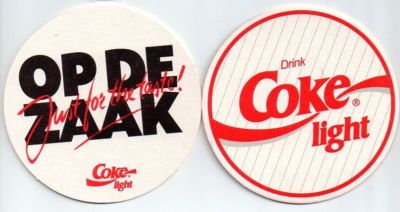 OP DE
Just for the taste!
ZAAK
Coke
light
Drink
Coke®
light